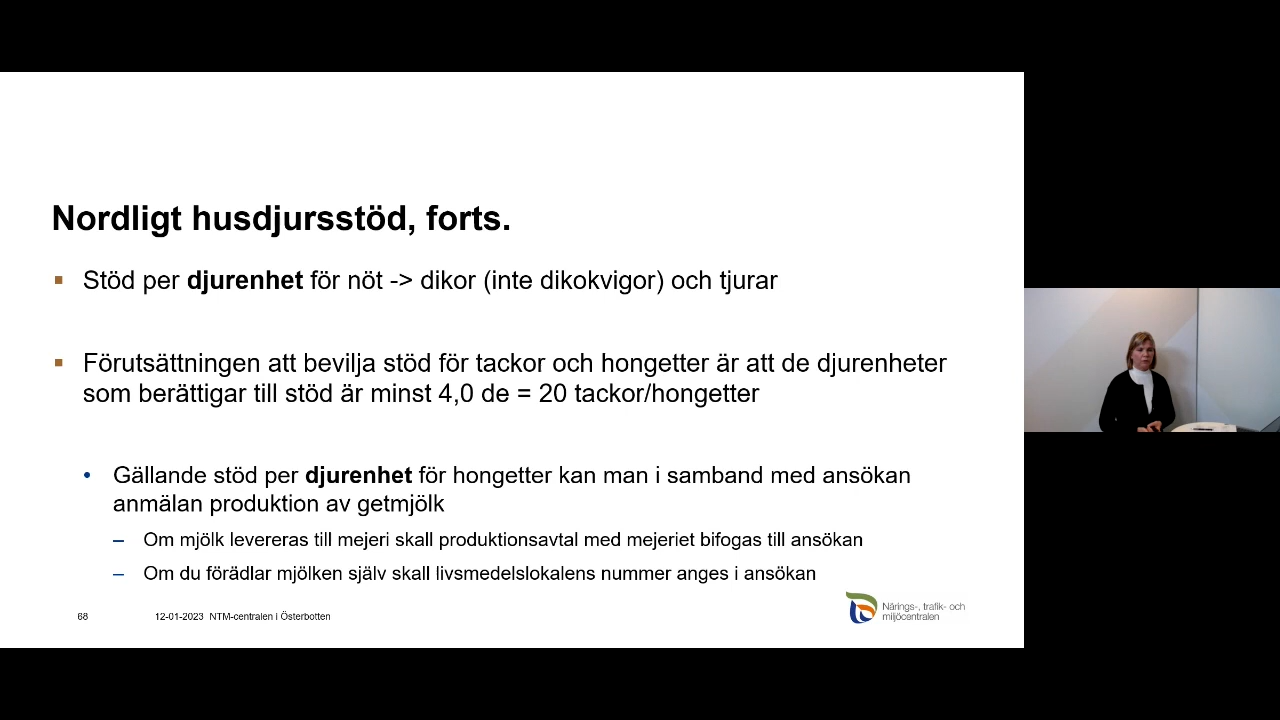 Nordligt husdjursstöd, forts.
▪ Stöd per djurenhet för nöt -> dikor (inte dikokvigor) och tjurar
▪ Förutsättningen att bevilja stöd för tackor och hongetter är att de djurenheter
som berättigar till stöd är minst 4,0 de = 20 tackor/hongetter
• Gällande stöd per djurenhet för hongetter kan man i samband med ansökan
anmälan produktion av getmjölk
– Om mjölk levereras till mejeri skall produktionsavtal med mejeriet bifogas till ansökan
– Om du förädlar mjölken själv skall livsmedelslokalens nummer anges i ansökan
68 12-01-2023 NTM-centralen i Österbotten
Närings-, trafik- och
miljöcentralen